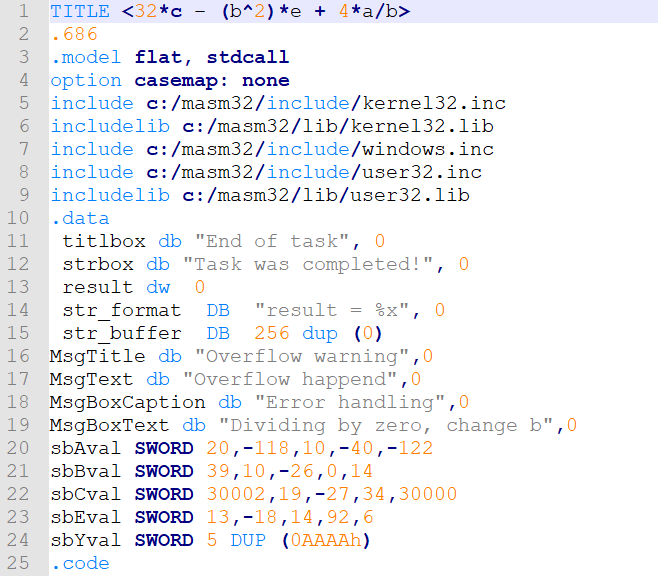 1 TITLE <32*c - (b^2)*e + 4*a/b>
2 .686
3 .model flat, stdcall
4 option casemap: none
5 include c:/masm32/include/kernel32.inc
6 includelib c:/masm32/lib/kernel32.lib
7 include c:/masm32/include/windows.inc
8 include c:/masm32/include/user32.inc
9 includelib c:/masm32/lib/user32.lib
10 .data
11  titlbox db "End of task", 0
12  strbox db "Task was completed!", 0
13  result dw  0
14  str_format  DB  "result = %x", 0
15  str_buffer  DB  256 dup (0)
16 MsgTitle db "Overflow warning",0
17 MsgText db "Overflow happend",0
18 MsgBoxCaption db "Error handling",0
19 MsgBoxText db "Dividing by zero, change b",0
20 sbAval SWORD 20,-118,10,-40,-122
21 sbBval SWORD 39,10,-26,0,14
22 sbCval SWORD 30002,19,-27,34,30000
23 sbEval SWORD 13,-18,14,92,6
24 sbYval SWORD 5 DUP (0AAAAh)
25 .code